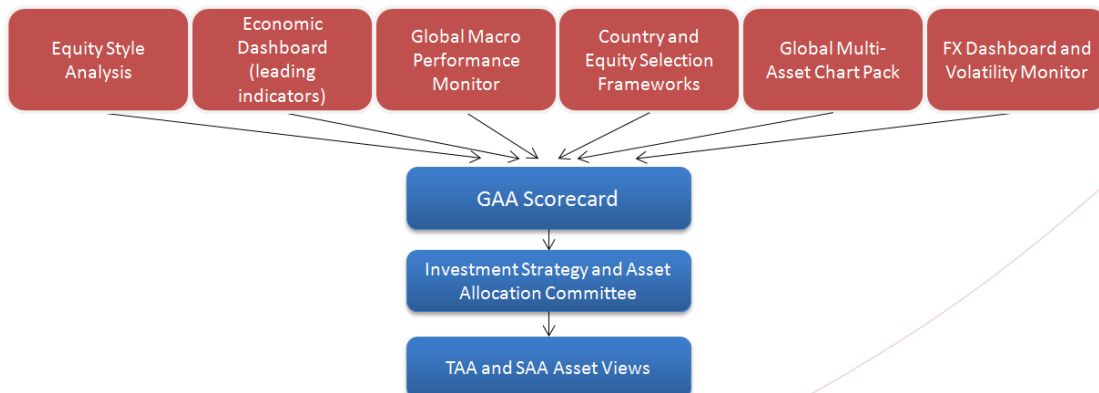 Equity Style
Analysis
Economic
Dashboard
(leading
indicators)
Global Macro
Performance
Monitor
Country and
Equity Selection
Frameworks
Global Multi-
Asset Chart Pack
FX Dashboard and
Volatility Monitor
GAA Scorecard
Investment Strategy and Asset
Allocation Committee
TAA and SAA Asset Views